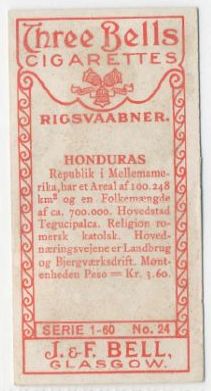 Three Bells
CIGARETTES
RIGSVAABNER.
HONDURAS
Republik i Mellemame-
rika, har et Areal af 100.248
km² og en Folkemængde
af ca. 700.000. Hovedstad
Tegucipalca. Religion ro-
mersk katolsk. Hoved-
næringsvejene er Landbrug
og Bjergværksdrift. Mønt-
enheden Peso = Kr. 3.60.
SERIE 1-60 No. 24
J. & F. BELL,
GLASGOW.